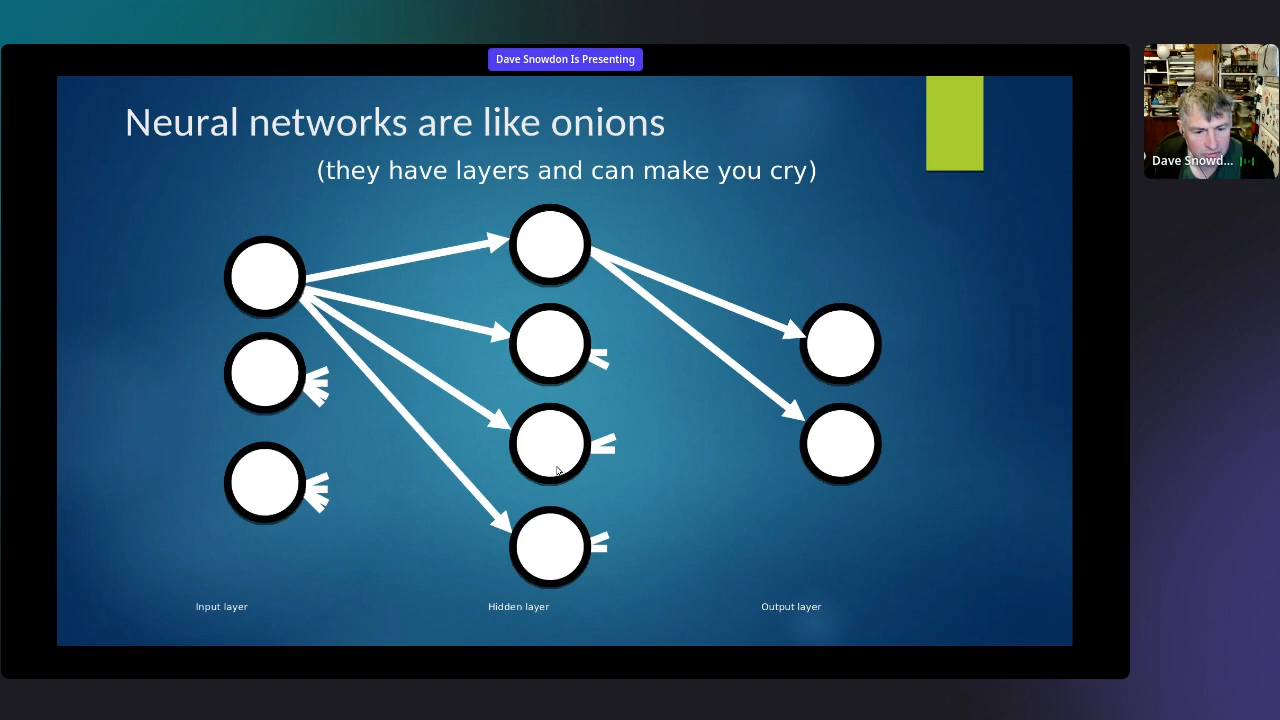 Dave Snowdon Is Presenting
Neural networks are like onions
(they have layers and can make you cry)
Dave Snowd...
Input layer
Hidden layer
Output layer